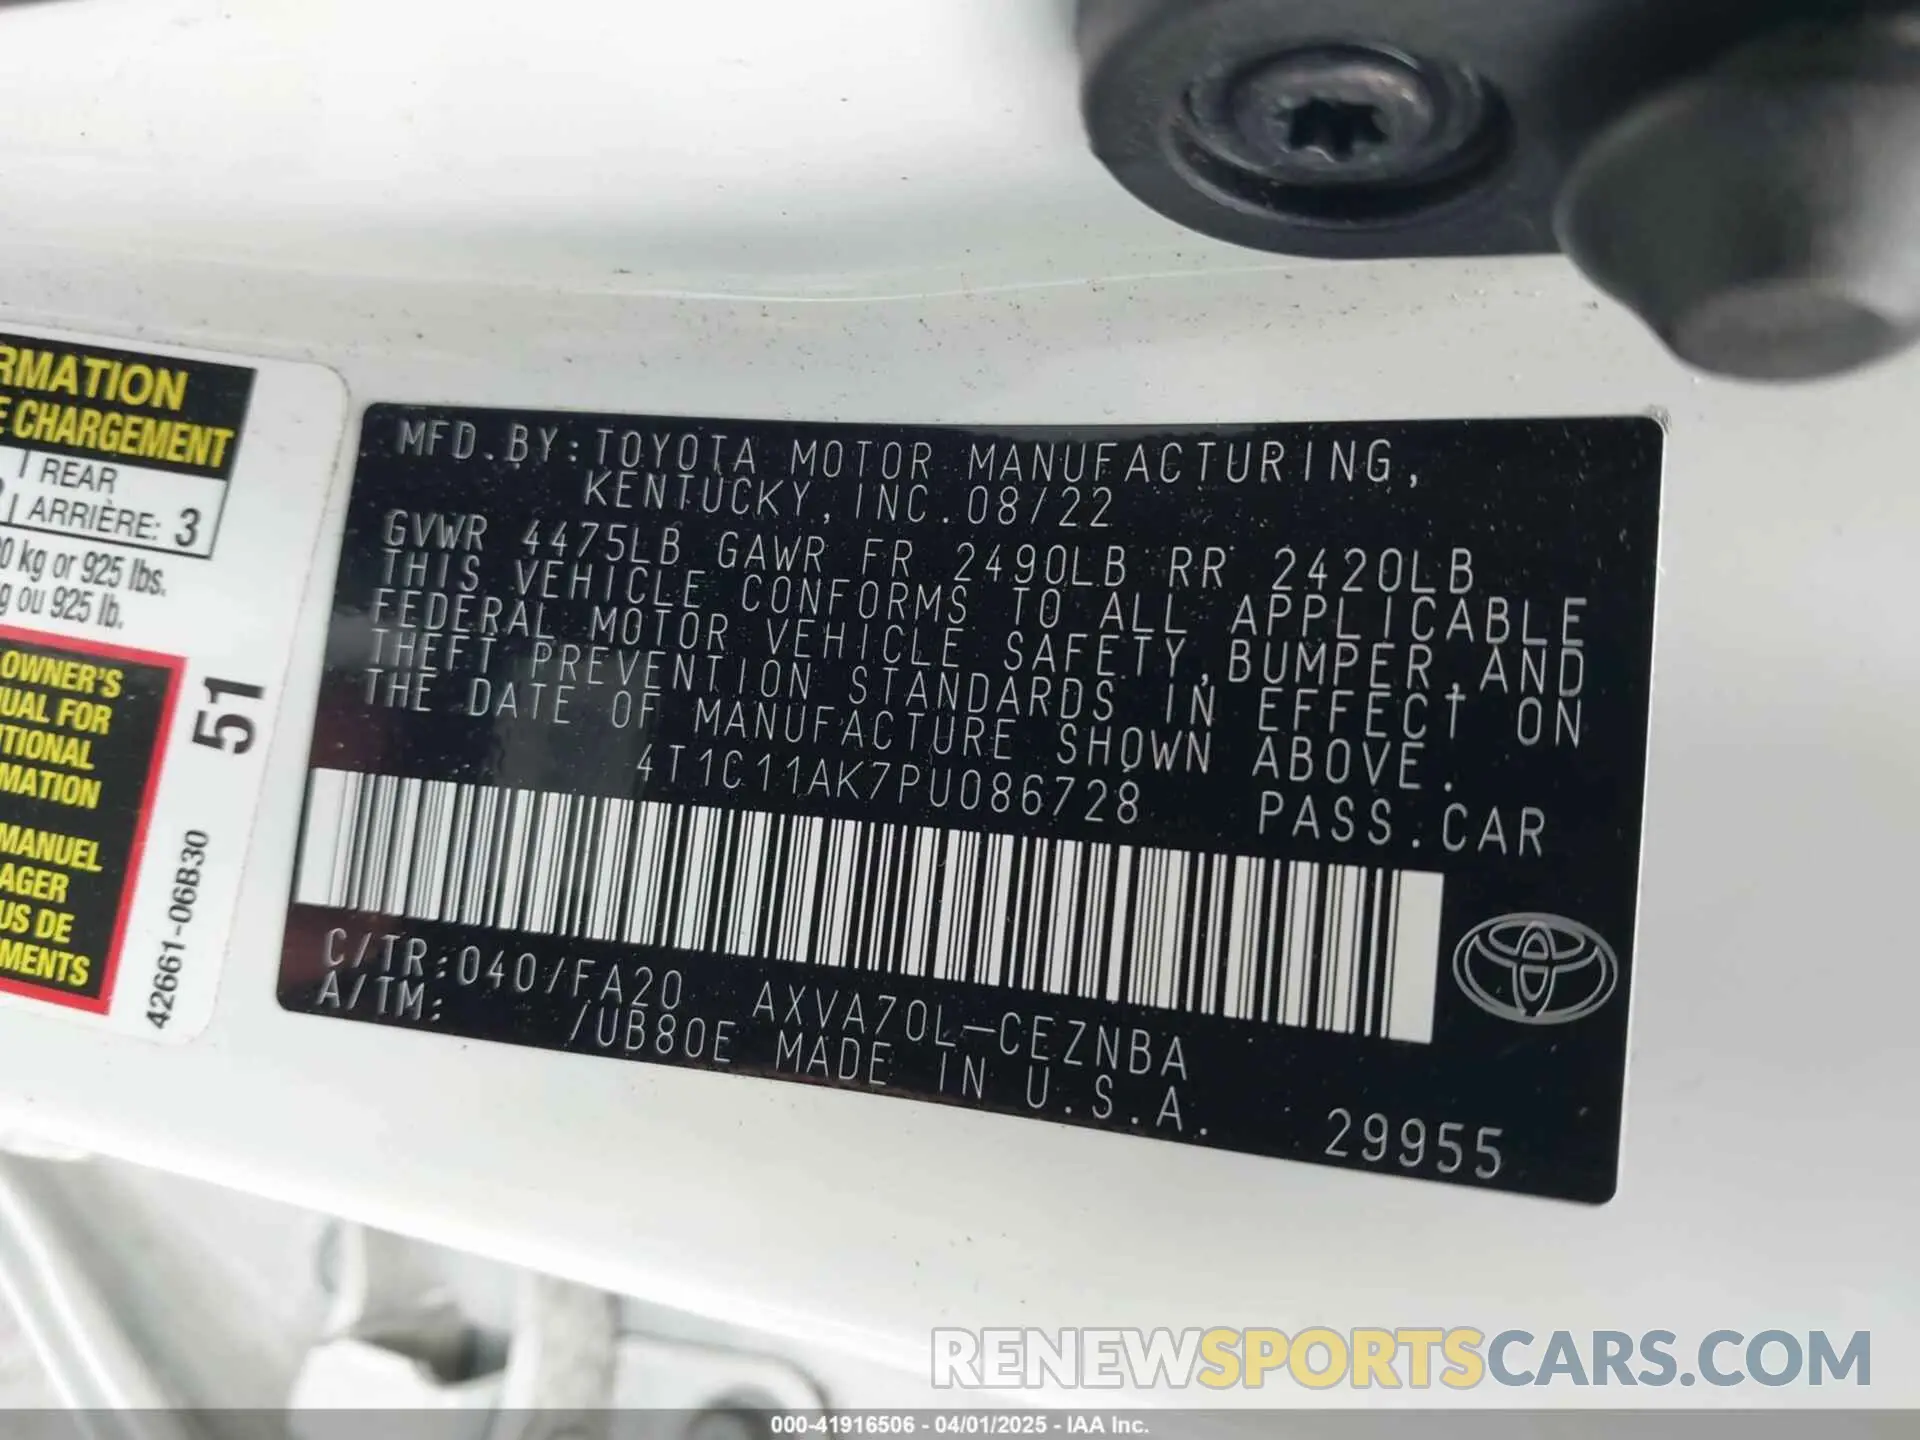 RMATION
E CHARGEMENT
REAR
ARRIÈRE: 3
0 kg or 925 lbs.
g ou 925 lb.
OWNER'S
UAL FOR
TIONAL
MATION
MANUEL
AGER
US DE
MENTS
51
42661-06B30
MFD.BY:TOYOTA MOTOR MANUFACTURING,
KENTUCKY, INC.08/22
GVWR 4475LB GAWR FR 2490LB RR 2420LB
THIS VEHICLE CONFORMS TO ALL APPLICABLE
FEDERAL MOTOR VEHICLE SAFETY,BUMPER,AND
THEFT PREVENTION STANDARDS IN EFFECT ON
THE DATE OF MANUFACTURE SHOWN ABOVE.
4T1C11AK7PU086728 PASS.CAR
C/TR:040/FA20 AXVA70L-CEZNBA
A/TM: /UB80E MADE IN U.S.A.
29955
RENEWSPORTSCARS.COM
000-41916506 - 04/01/2025 - IAA Inc.